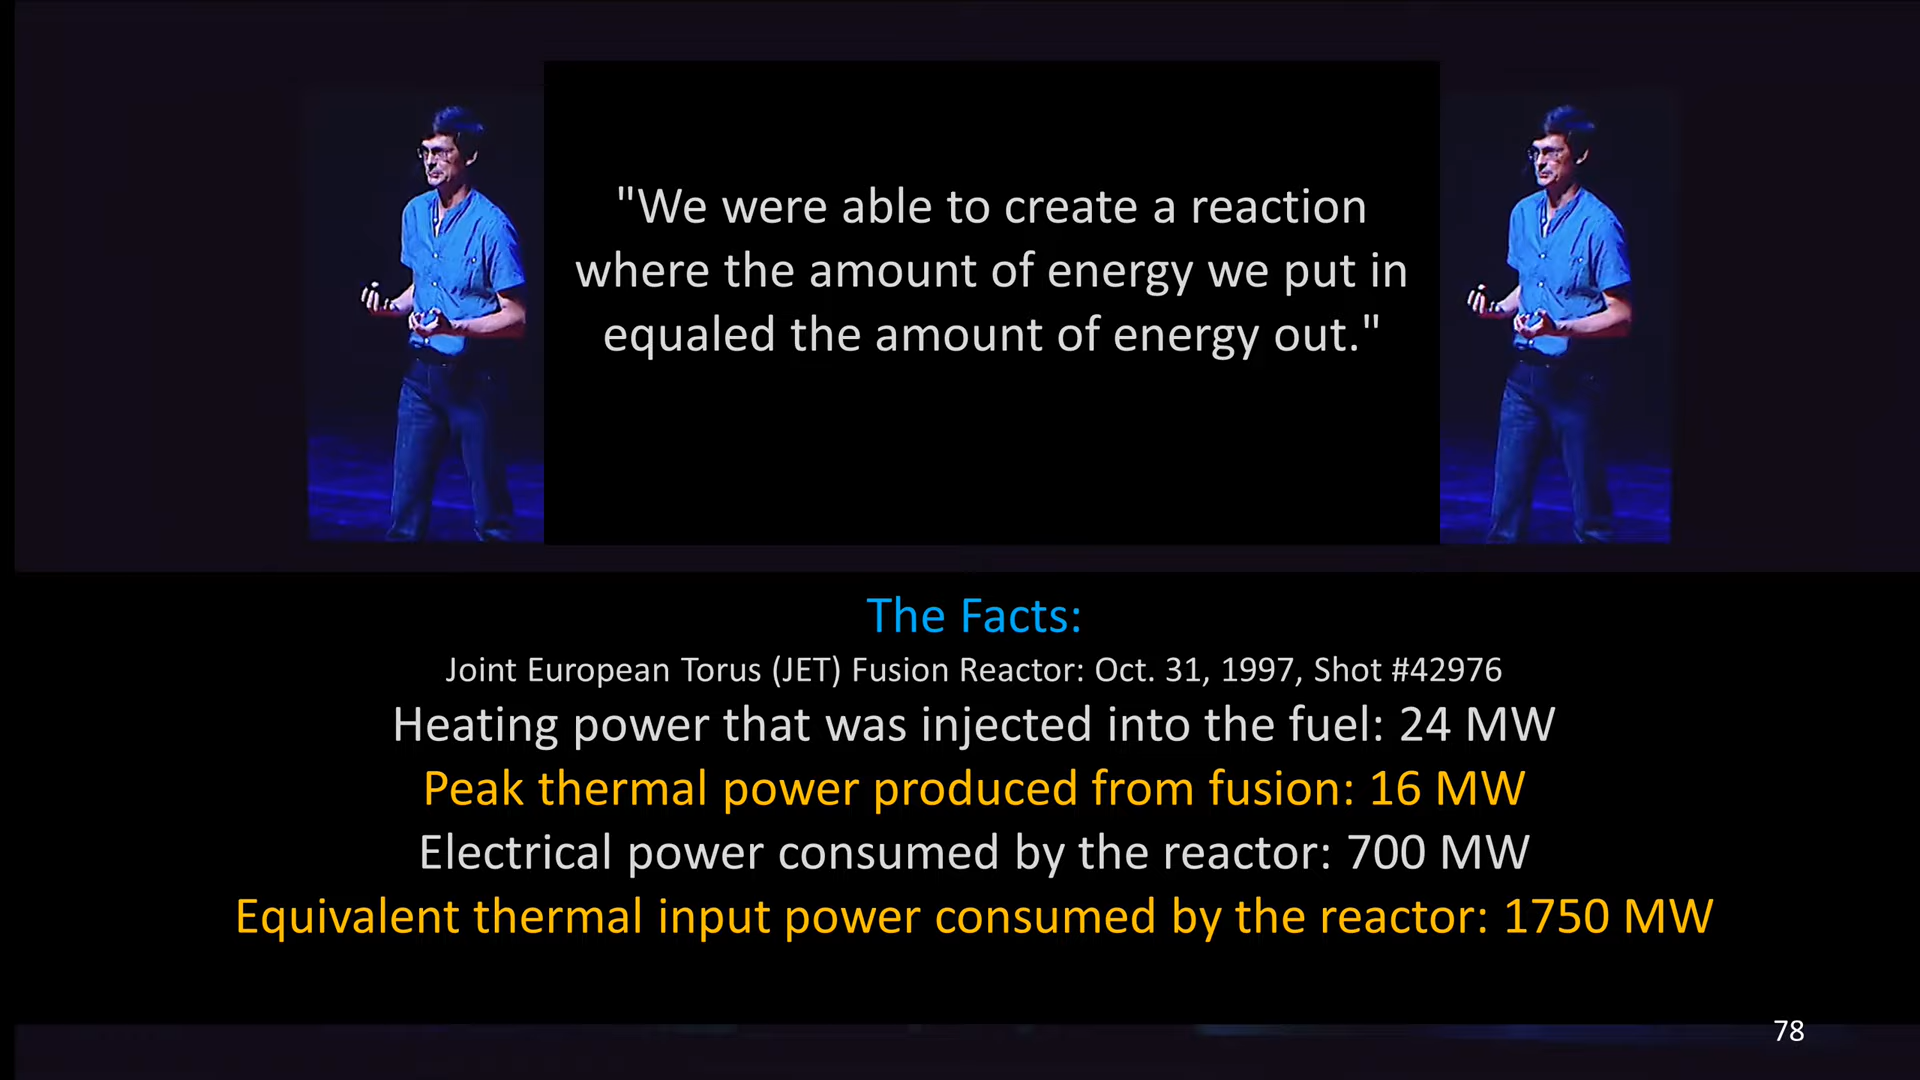 "We were able to create a reaction
where the amount of energy we put in
equaled the amount of energy out."
The Facts:
Joint European Torus (JET) Fusion Reactor: Oct. 31, 1997, Shot #42976
Heating power that was injected into the fuel: 24 MW
Peak thermal power produced from fusion: 16 MW
Electrical power consumed by the reactor: 700 MW
Equivalent thermal input power consumed by the reactor: 1750 MW
78